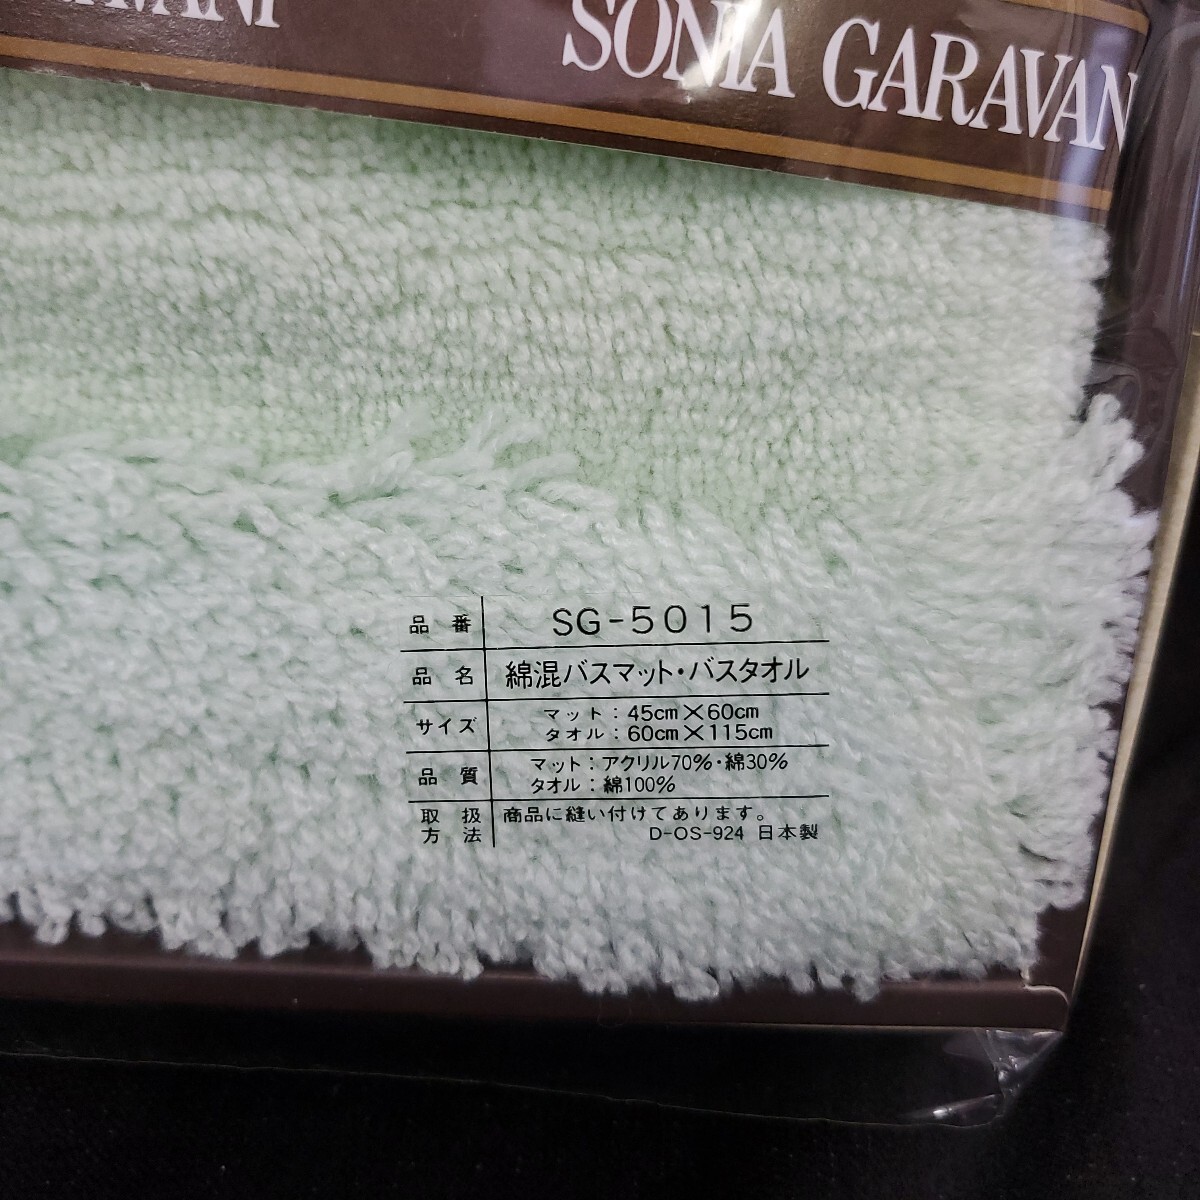 RAVANI
SONIA GARAVAN
品番 SG-5015
品名 綿混バスマット・バスタオル
サイズ マット:45cm×60cm
タオル:60cm×115cm
品質 マット:アクリル70%・綿30%
タオル:綿100%
取扱方法 商品に縫い付けてあります。
D-OS-924 日本製